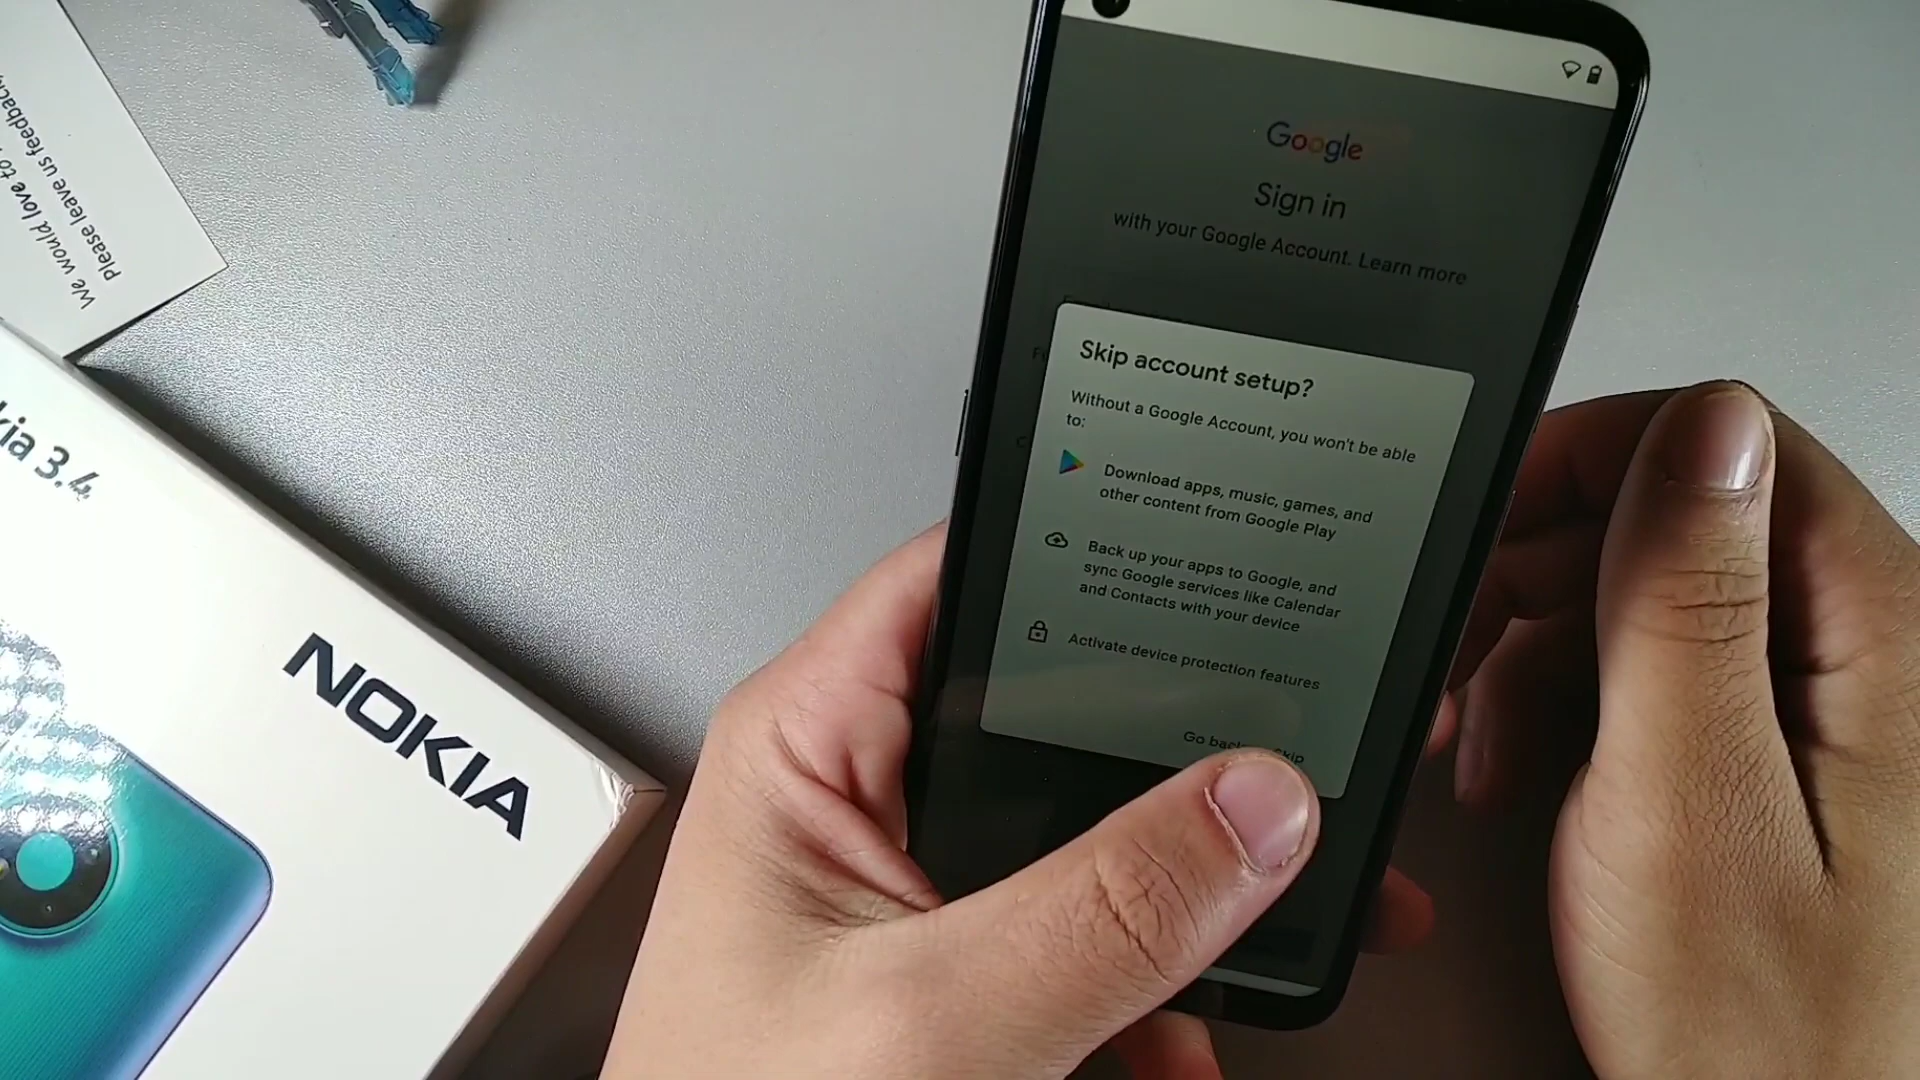 We would love to
Please leave us feedback
kia 3.4
NOKIA
Google
Sign in
with your Google Account. Learn more
Skip account setup?
Without a Google Account, you won't be able
to:
Download apps, music, games, and
other content from Google Play
Back up your apps to Google, and
sync Google services like Calendar
and Contacts with your device
Activate device protection features
Go back
Skip